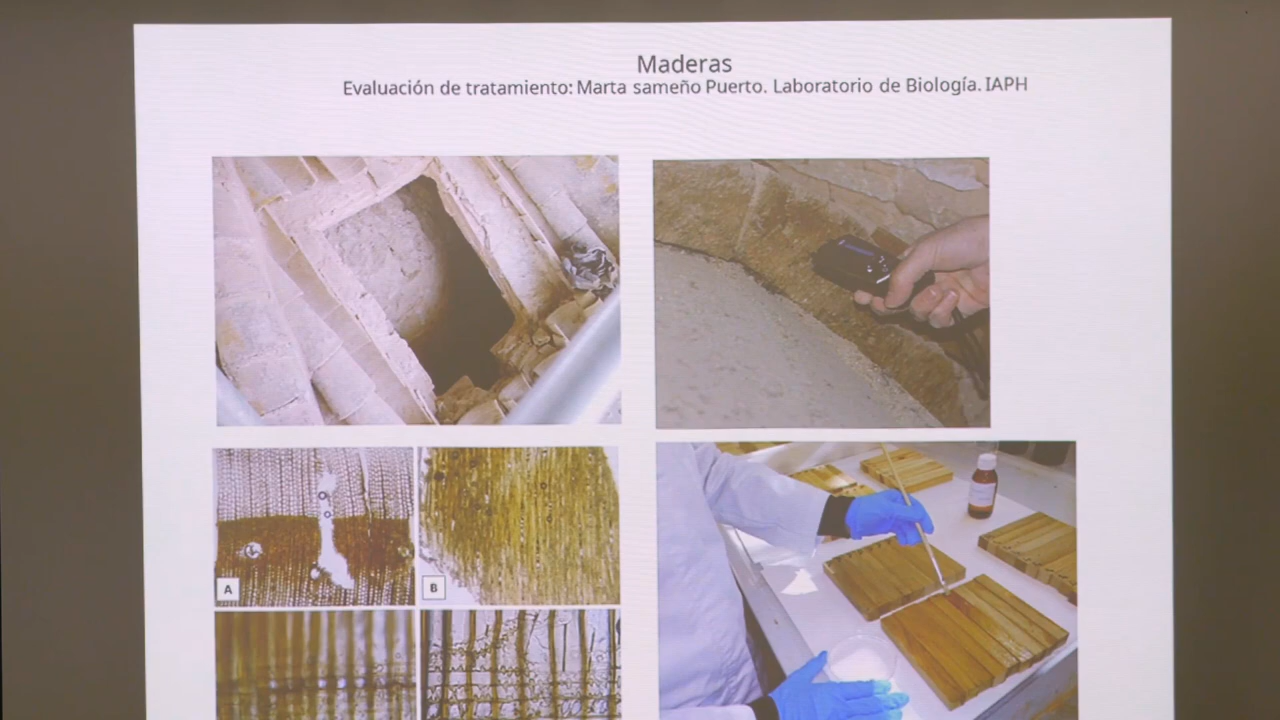 Maderas
Evaluación de tratamiento: Marta sameño Puerto. Laboratorio de Biología. IAPH
A
B